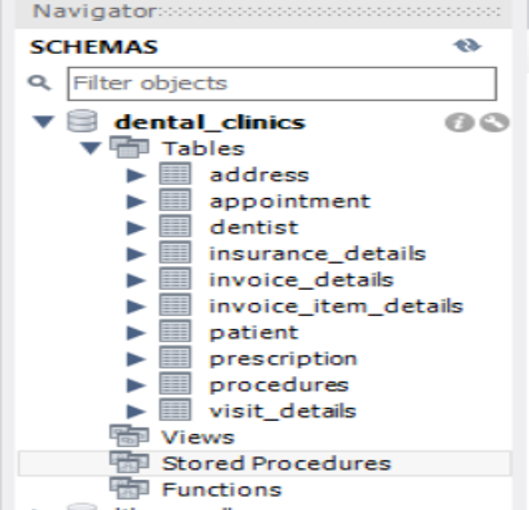 Navigator
SCHEMAS
Filter objects
dental_clinics
Tables
address
appointment
dentist
insurance_details
invoice_details
invoice_item_details
patient
prescription
procedures
visit_details
Views
Stored Procedures
Functions